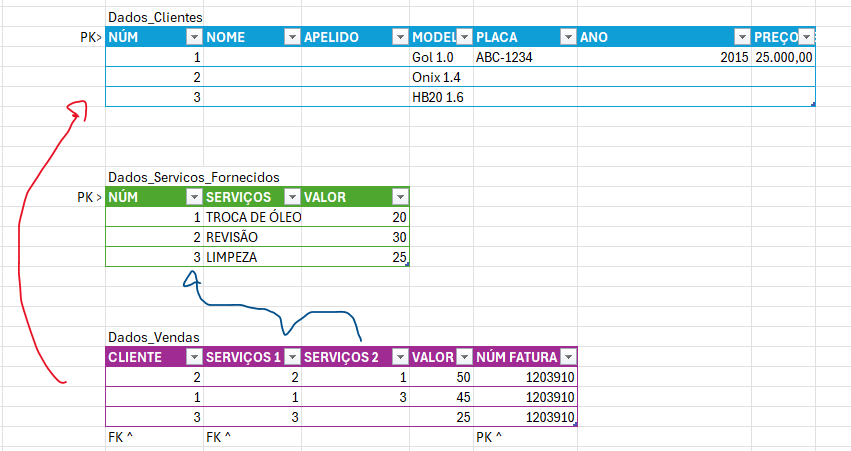 Dados_Clientes
PK> NÚM NOME APELIDO MODEL PLACA ANO PREÇO
1 Gol 1.0 ABC-1234 2015 25.000,00
2 Onix 1.4
3 HB20 1.6
Dados_Servicos_Fornecidos
PK > NÚM SERVIÇOS VALOR
1 TROCA DE ÓLEO 20
2 REVISÃO 30
3 LIMPEZA 25
Dados_Vendas
CLIENTE SERVIÇOS 1 SERVIÇOS 2 VALOR NÚM FATURA
2 2 1 50 1203910
1 1 3 45 1203910
3 3 25 1203910
FK ^ FK ^ PK ^